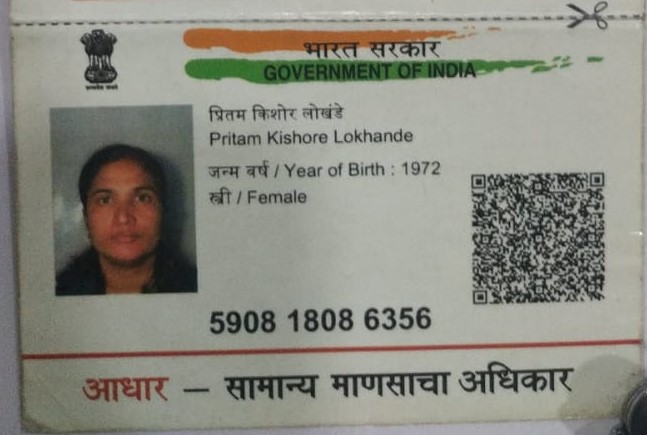 भारत सरकार
GOVERNMENT OF INDIA
प्रितम किशोर लोखंडे
Pritam Kishore Lokhande
जन्म वर्ष / Year of Birth : 1972
स्त्री / Female
5908 1808 6356
आधार — सामान्य माणसाचा अधिकार